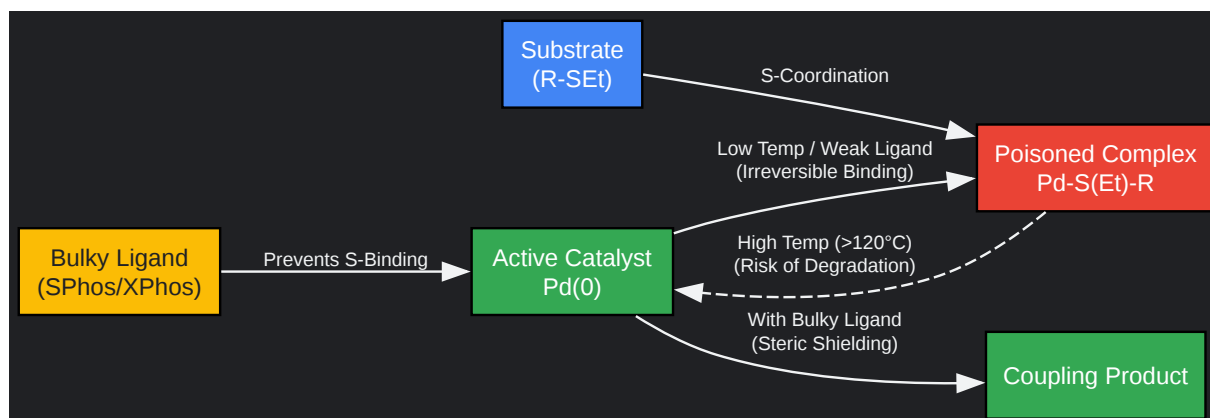 Substrate
(R-SEt)
S-Coordination
Low Temp / Weak Ligand
(Irreversible Binding)
Poisoned Complex
Pd-S(Et)-R
Bulky Ligand
(SPhos/XPhos)
Prevents S-Binding
Active Catalyst
Pd(0)
High Temp (>120°C)
(Risk of Degradation)
With Bulky Ligand
(Steric Shielding)
Coupling Product